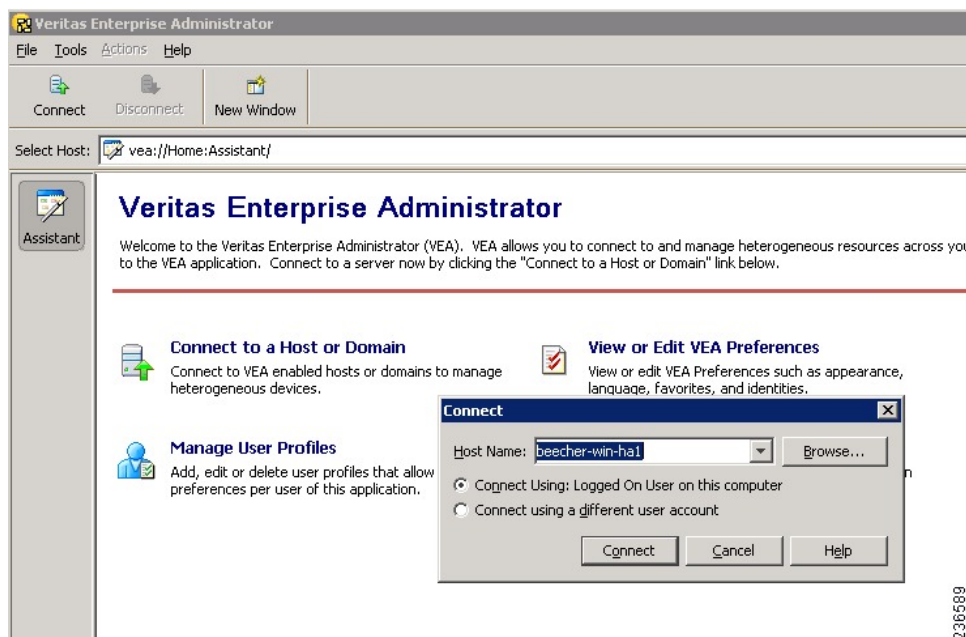 Veritas Enterprise Administrator
File Tools Actions Help
Connect Disconnect New Window
Select Host: vea://Home:Assistant/
Assistant
Veritas Enterprise Administrator
Welcome to the Veritas Enterprise Administrator (VEA). VEA allows you to connect to and manage heterogeneous resources across you
to the VEA application. Connect to a server now by clicking the "Connect to a Host or Domain" link below.
Connect to a Host or Domain
Connect to VEA enabled hosts or domains to manage
heterogeneous devices.
View or Edit VEA Preferences
View or edit VEA Preferences such as appearance,
language, favorites, and identities.
Manage User Profiles
Add, edit or delete user profiles that allow
preferences per user of this application.
n
Connect
Host Name: beecher-win-ha1 Browse...
Connect Using: Logged On User on this computer
Connect using a different user account
Connect Cancel Help
236589